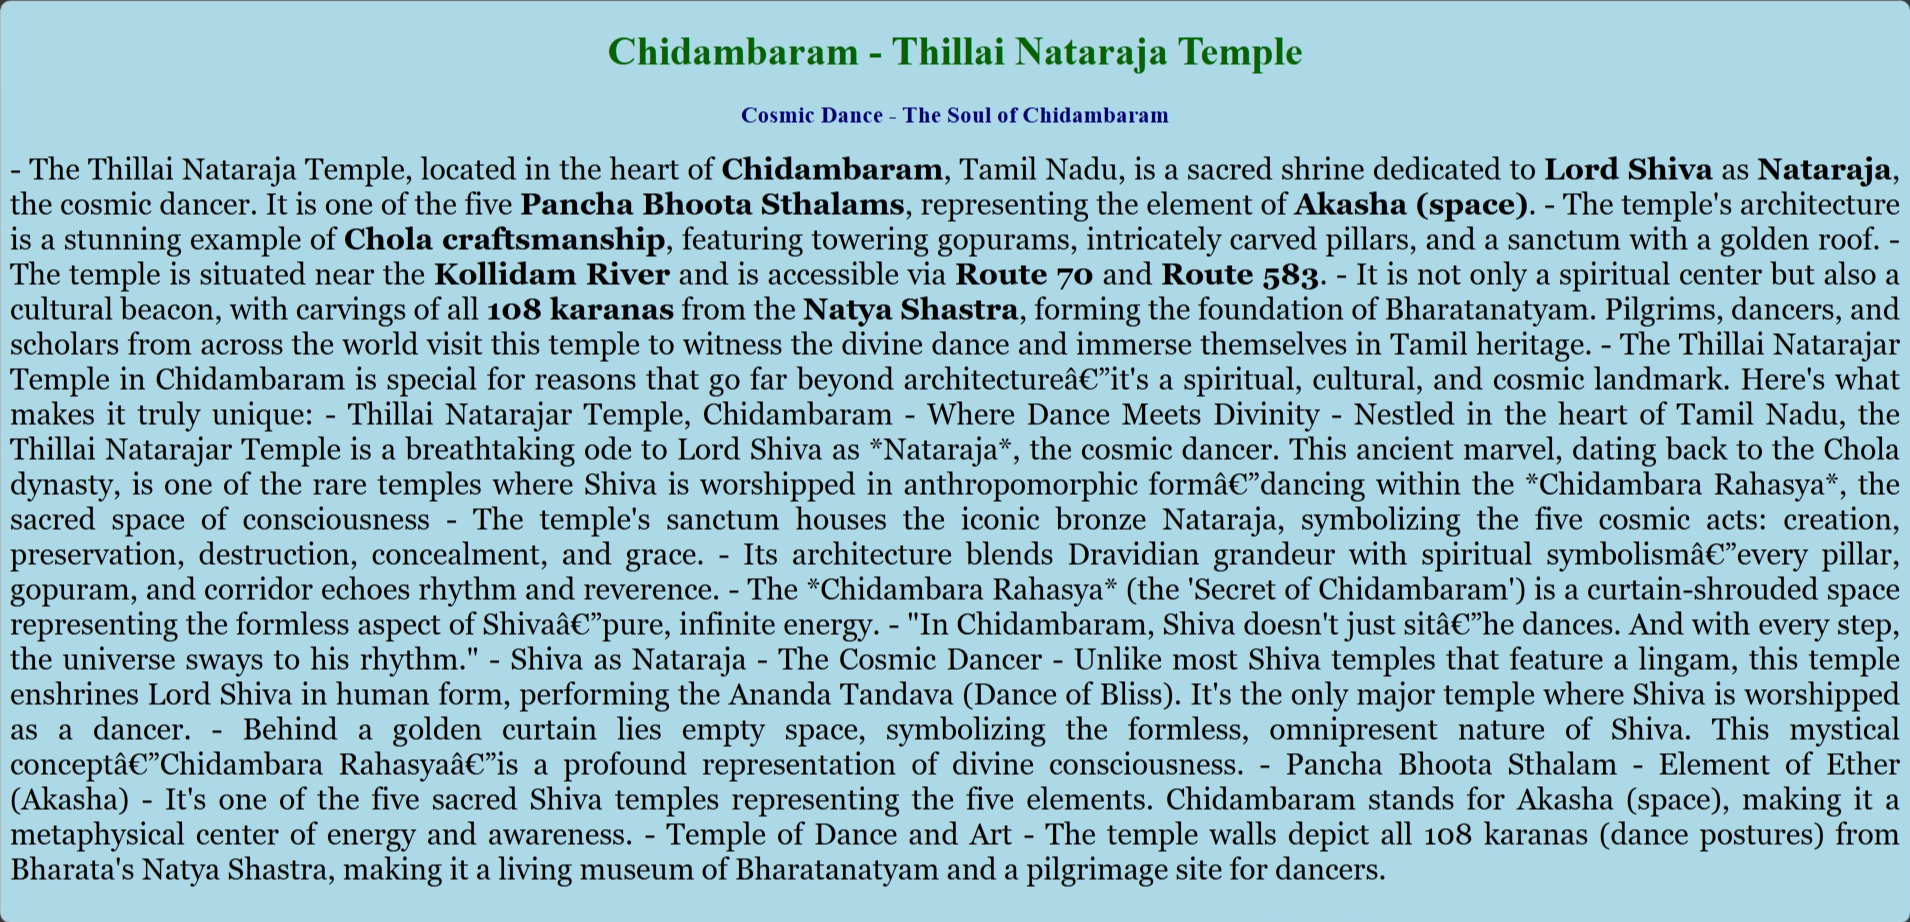 Chidambaram - Thillai Nataraja Temple
Cosmic Dance - The Soul of Chidambaram
- The Thillai Nataraja Temple, located in the heart of Chidambaram, Tamil Nadu, is a sacred shrine dedicated to Lord Shiva as Nataraja,
the cosmic dancer. It is one of the five Pancha Bhoota Sthalams, representing the element of Akasha (space). - The temple's architecture
is a stunning example of Chola craftsmanship, featuring towering gopurams, intricately carved pillars, and a sanctum with a golden roof. -
The temple is situated near the Kollidam River and is accessible via Route 70 and Route 583. - It is not only a spiritual center but also a
cultural beacon, with carvings of all 108 karanas from the Natya Shastra, forming the foundation of Bharatanatyam. Pilgrims, dancers, and
scholars from across the world visit this temple to witness the divine dance and immerse themselves in Tamil heritage. - The Thillai Natarajar
Temple in Chidambaram is special for reasons that go far beyond architectureâ€”it's a spiritual, cultural, and cosmic landmark. Here's what
makes it truly unique: - Thillai Natarajar Temple, Chidambaram - Where Dance Meets Divinity - Nestled in the heart of Tamil Nadu, the
Thillai Natarajar Temple is a breathtaking ode to Lord Shiva as *Nataraja*, the cosmic dancer. This ancient marvel, dating back to the Chola
dynasty, is one of the rare temples where Shiva is worshipped in anthropomorphic formâ€”dancing within the *Chidambara Rahasya*, the
sacred space of consciousness - The temple's sanctum houses the iconic bronze Nataraja, symbolizing the five cosmic acts: creation,
preservation, destruction, concealment, and grace. - Its architecture blends Dravidian grandeur with spiritual symbolismâ€”every pillar,
gopuram, and corridor echoes rhythm and reverence. - The *Chidambara Rahasya* (the 'Secret of Chidambaram') is a curtain-shrouded space
representing the formless aspect of Shivaâ€”pure, infinite energy. - "In Chidambaram, Shiva doesn't just sitâ€”he dances. And with every step,
the universe sways to his rhythm." - Shiva as Nataraja - The Cosmic Dancer - Unlike most Shiva temples that feature a lingam, this temple
enshrines Lord Shiva in human form, performing the Ananda Tandava (Dance of Bliss). It's the only major temple where Shiva is worshipped
as a dancer. - Behind a golden curtain lies empty space, symbolizing the formless, omnipresent nature of Shiva. This mystical
conceptâ€”Chidambara Rahasyaâ€”is a profound representation of divine consciousness. - Pancha Bhoota Sthalam - Element of Ether
(Akasha) - It's one of the five sacred Shiva temples representing the five elements. Chidambaram stands for Akasha (space), making it a
metaphysical center of energy and awareness. - Temple of Dance and Art - The temple walls depict all 108 karanas (dance postures) from
Bharata's Natya Shastra, making it a living museum of Bharatanatyam and a pilgrimage site for dancers.